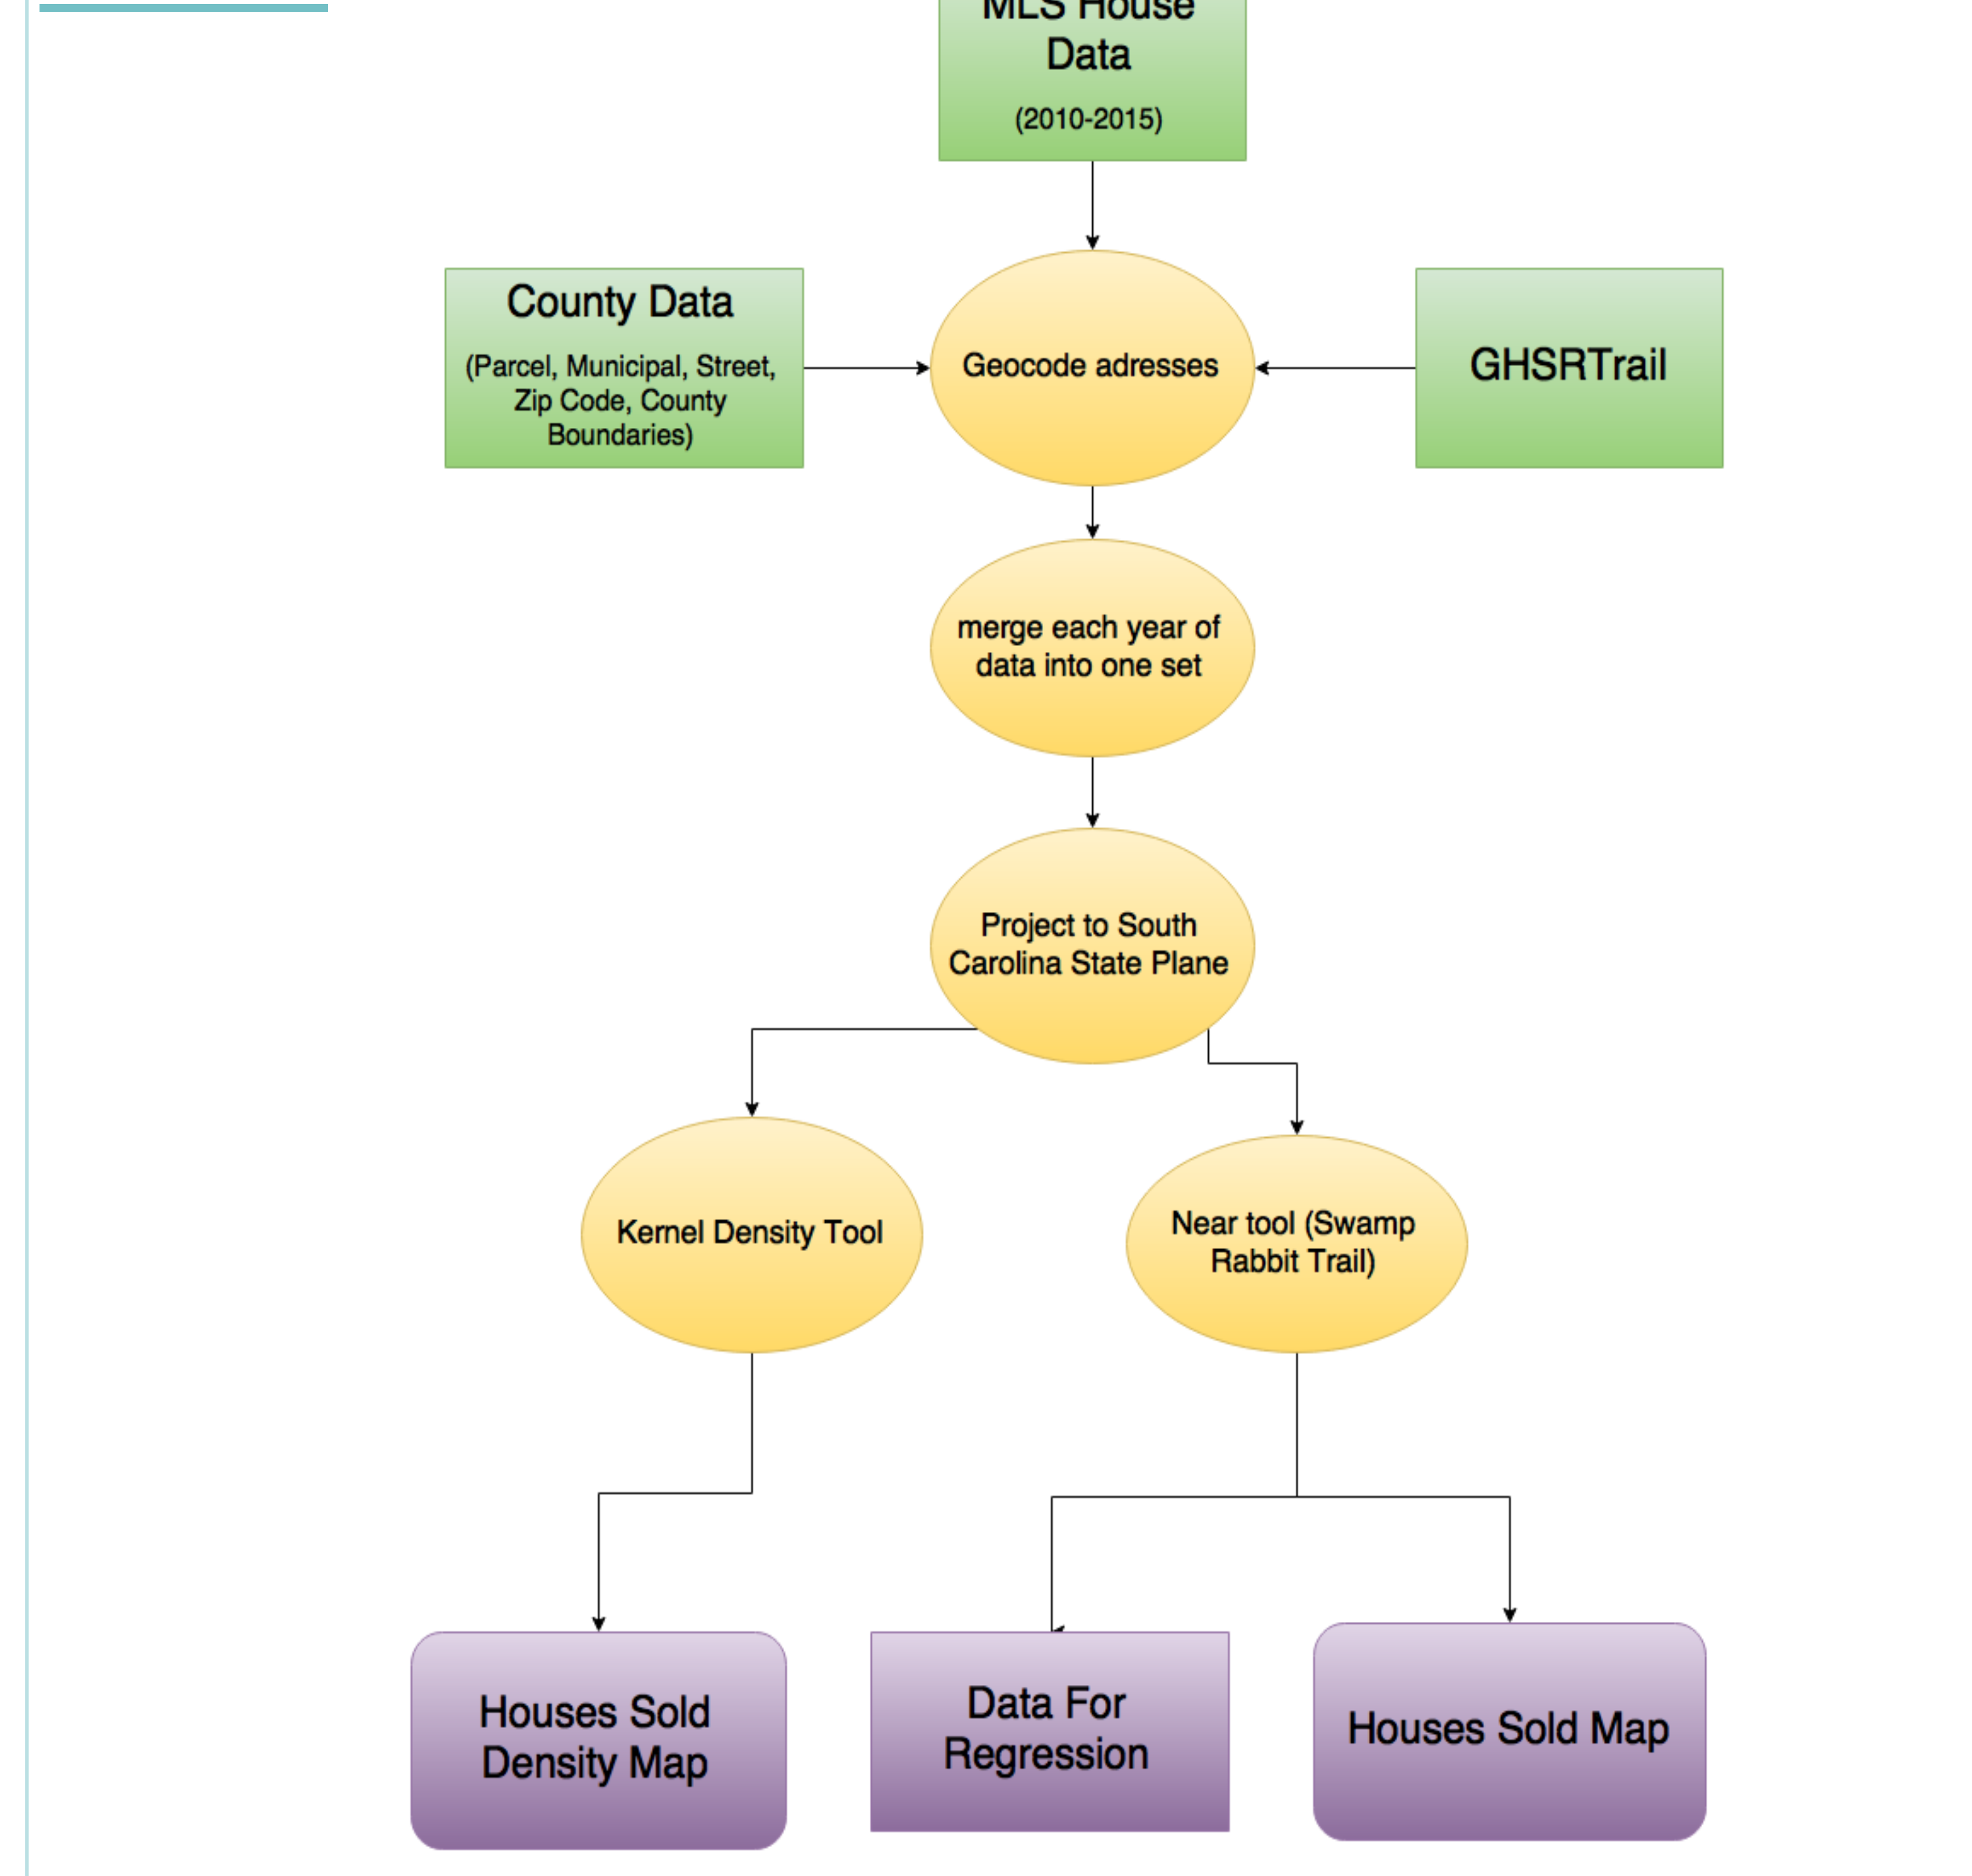 MLS House
Data
(2010-2015)
County Data
(Parcel, Municipal, Street,
Zip Code, County
Boundaries)
Geocode adresses
GHSRTrail
merge each year of
data into one set
Project to South
Carolina State Plane
Kernel Density Tool
Near tool (Swamp
Rabbit Trail)
Houses Sold
Density Map
Data For
Regression
Houses Sold Map